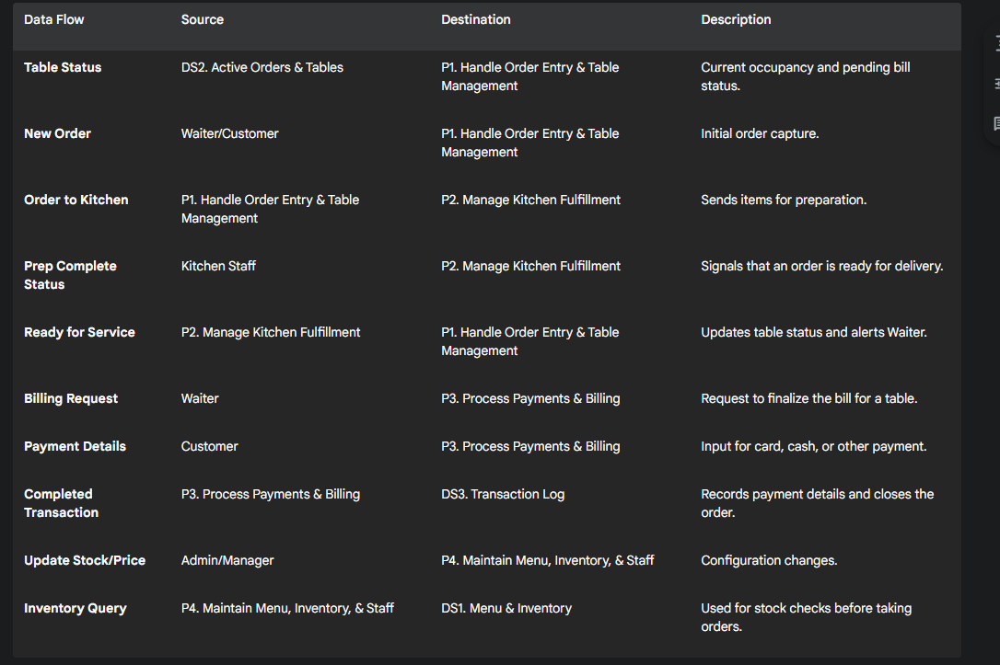 Data Flow Source Destination Description
Table Status DS2. Active Orders & Tables P1. Handle Order Entry & Table Current occupancy and pending bill
Management status.
New Order Waiter/Customer P1. Handle Order Entry & Table Initial order capture.
Management
Order to Kitchen P1. Handle Order Entry & Table P2. Manage Kitchen Fulfillment Sends items for preparation.
Management
Prep Complete Kitchen Staff P2. Manage Kitchen Fulfillment Signals that an order is ready for delivery.
Status
Ready for Service P2. Manage Kitchen Fulfillment P1. Handle Order Entry & Table Updates table status and alerts Waiter.
Management
Billing Request Waiter P3. Process Payments & Billing Request to finalize the bill for a table.
Payment Details Customer P3. Process Payments & Billing Input for card, cash, or other payment.
Completed P3. Process Payments & Billing DS3. Transaction Log Records payment details and closes the
Transaction order.
Update Stock/Price Admin/Manager P4. Maintain Menu, Inventory, & Staff Configuration changes.
Inventory Query P4. Maintain Menu, Inventory, & Staff DS1. Menu & Inventory Used for stock checks before taking
orders.